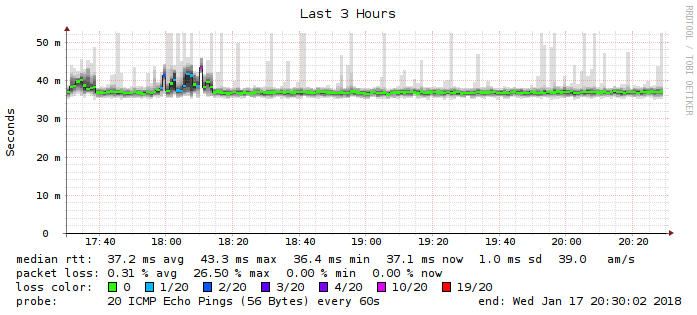 Last 3 Hours
RRDTOOL / TOBI OETIKER
Seconds
50 m
40 m
30 m
20 m
10 m
0
17:40 18:00 18:20 18:40 19:00 19:20 19:40 20:00 20:20
median rtt: 37.2 ms avg 43.3 ms max 36.4 ms min 37.1 ms now 1.0 ms sd 39.0 am/s
packet loss: 0.31 % avg 26.50 % max 0.00 % min 0.00 % now
loss color: 0 1/20 2/20 3/20 4/20 10/20 19/20
probe: 20 ICMP Echo Pings (56 Bytes) every 60s end: Wed Jan 17 20:30:02 2018